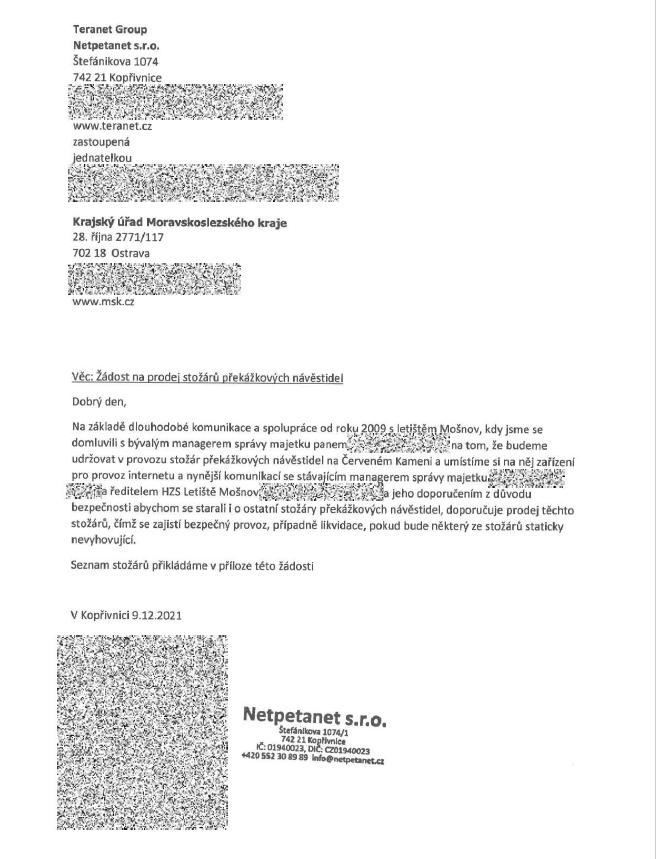 Teranet Group
Netpetanet s.r.o.
Štefánikova 1074
742 21 Kopřivnice
www.teranet.cz
zastoupená
jednatelkou
Krajský úřad Moravskoslezského kraje
28. října 2771/117
702 18 Ostrava
www.msk.cz
Věc: Žádost na prodej stožárů překážkových návěstidel
Dobrý den,
Na základě dlouhodobé komunikace a spolupráce od roku 2009 s letištěm Mošnov, kdy jsme se
domluvili s bývalým managerem správy majetku panem na tom, že budeme
udržovat v provozu stožár překážkových návěstidel na Červeném Kameni a umístíme si na něj zařízení
pro provoz internetu a nynější komunikací se stávajícím managerem správy majetku
a ředitelem HZS Letiště Mošnov a jeho doporučením z důvodu
bezpečnosti abychom se starali i o ostatní stožáry překážkových návěstidel, doporučuje prodej těchto
stožárů, čímž se zajistí bezpečný provoz, případně likvidace, pokud bude některý ze stožárů staticky
nevyhovující.
Seznam stožárů přikládáme v příloze této žádosti
V Kopřivnici 9.12.2021
Netpetanet s.r.o.
Štefánikova 1074/1
742 21 Kopřivnice
IČ: 01940023, DIČ: CZ01940023
+420 552 30 89 89 info@netpetanet.cz